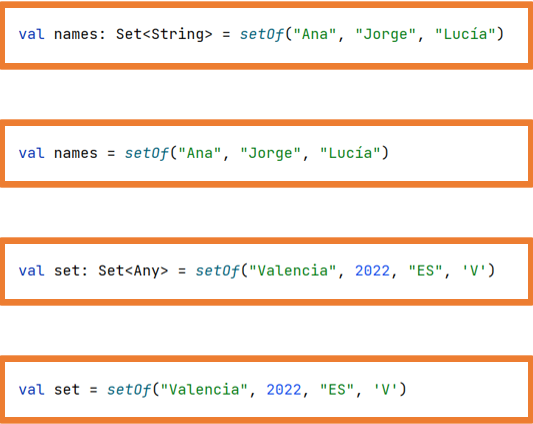 val names: Set<String> = setOf("Ana", "Jorge", "Lucía")
val names = setOf("Ana", "Jorge", "Lucía")
val set: Set<Any> = setOf("Valencia", 2022, "ES", 'V')
val set = setOf("Valencia", 2022, "ES", 'V')